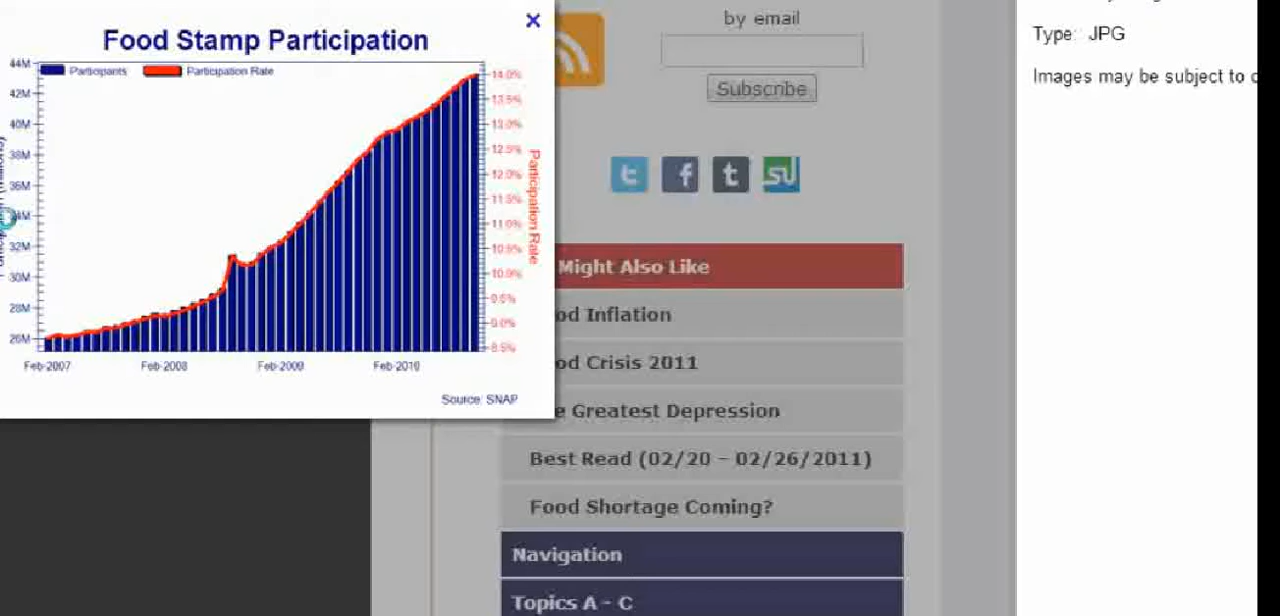 Food Stamp Participation
Participants
Participation Rate
44M
42M
40M
38M
36M
32M
30M
28M
26M
14.0%
13.5%
13.0%
12.5%
12.0%
11.5%
11.0%
10.5%
10.0%
9.5%
9.0%
8.5%
Participation Rate
Feb-2007
Feb-2008
Feb-2009
Feb-2010
Source: SNAP
by email
Subscribe
Might Also Like
Inflation
Crisis 2011
Greatest Depression
Best Read (02/20 – 02/26/2011)
Food Shortage Coming?
Navigation
Topics A - C
Type: JPG
Images may be subject to